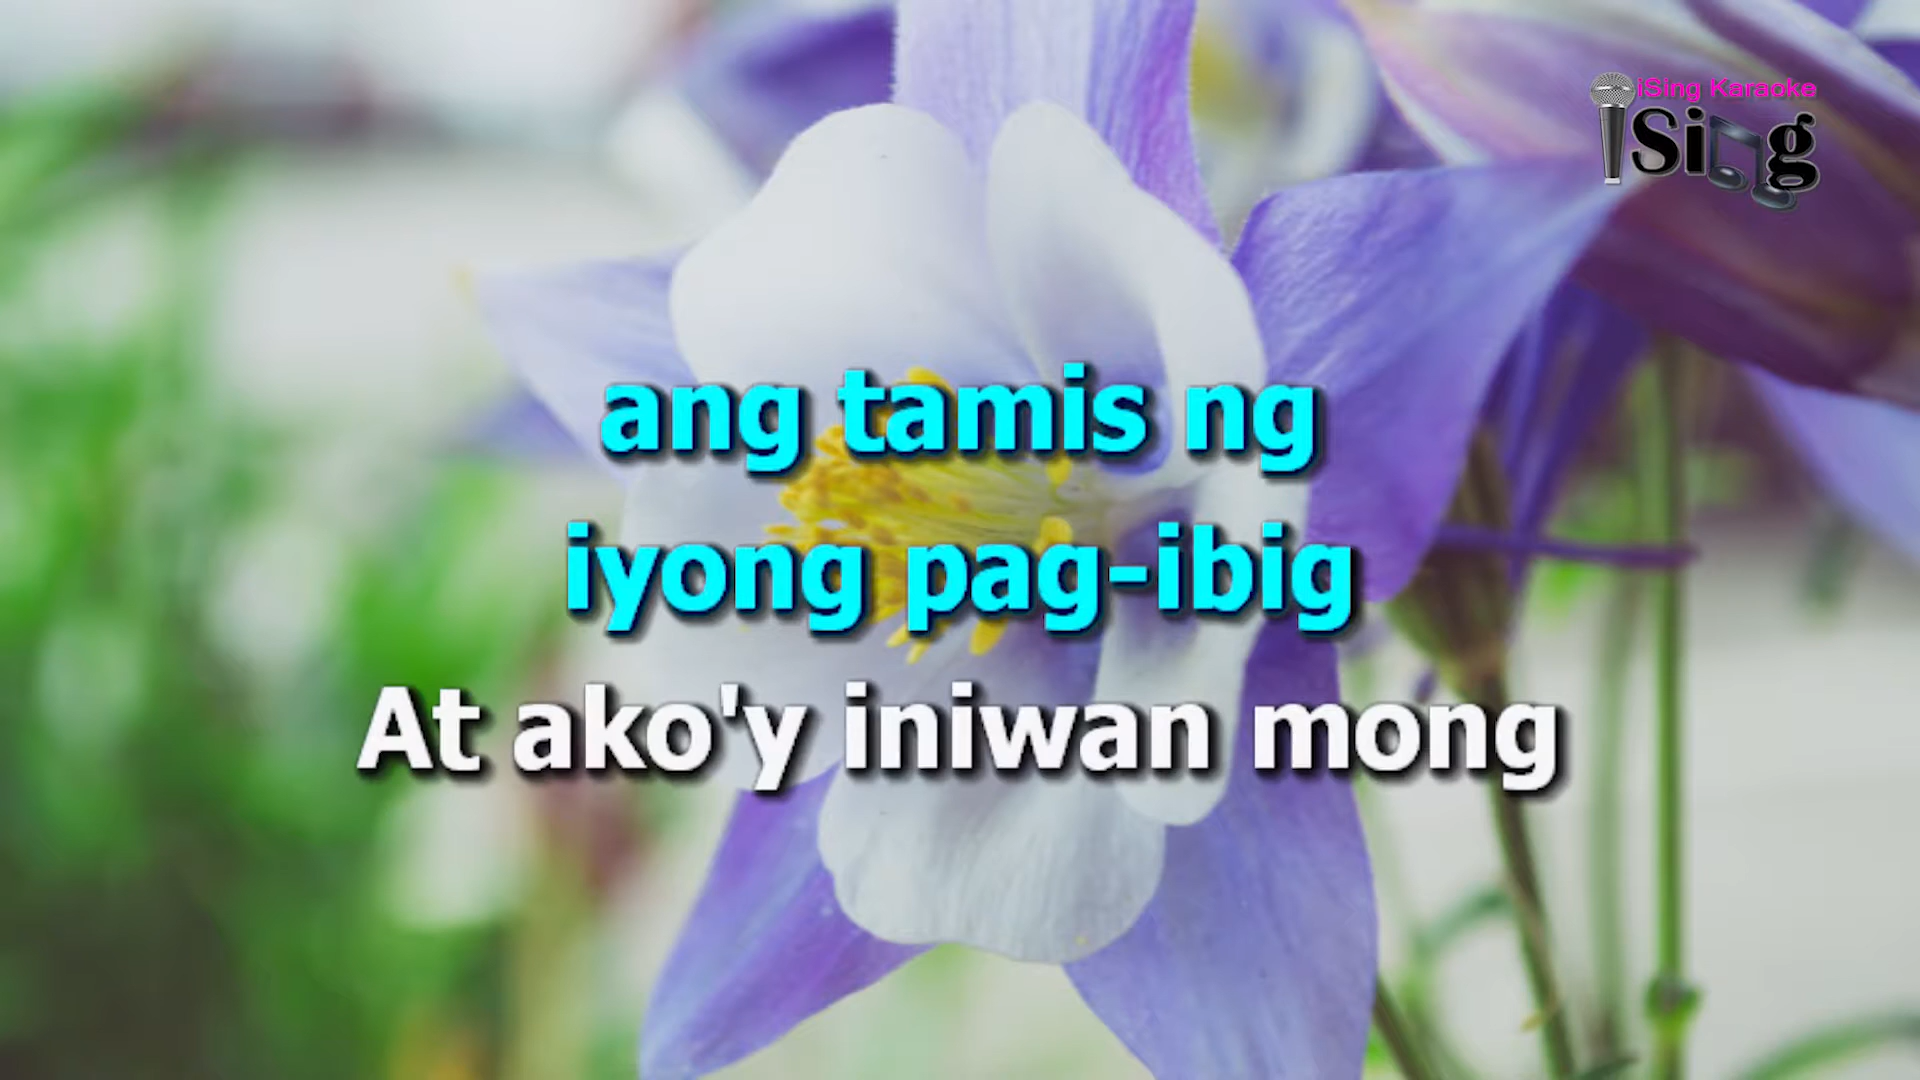 iSing Karaoke
iSing
ang tamis ng
iyong pag-ibig
At ako'y iniwan mong